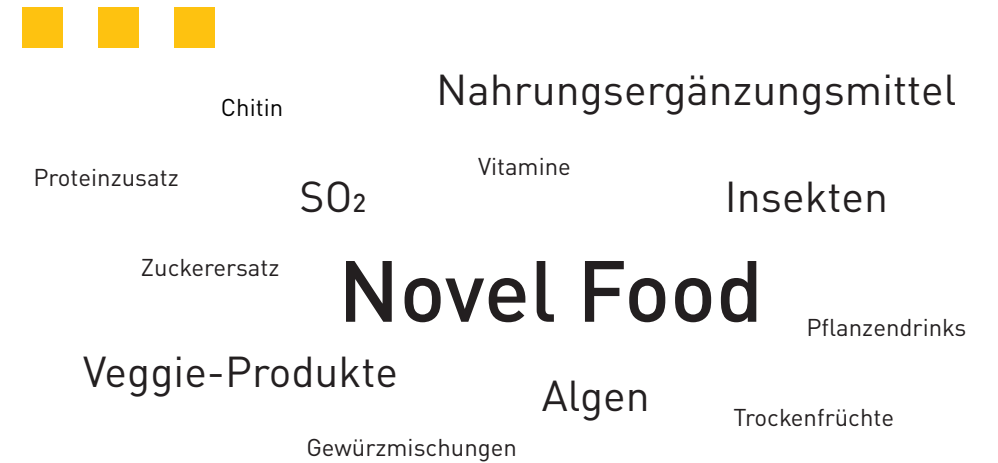 Nahrungsergänzungsmittel
Chitin
Vitamine
Proteinzusatz
SO₂
Insekten
Zuckerersatz
Novel Food
Pflanzendrinks
Veggie-Produkte
Algen
Trockenfrüchte
Gewürzmischungen